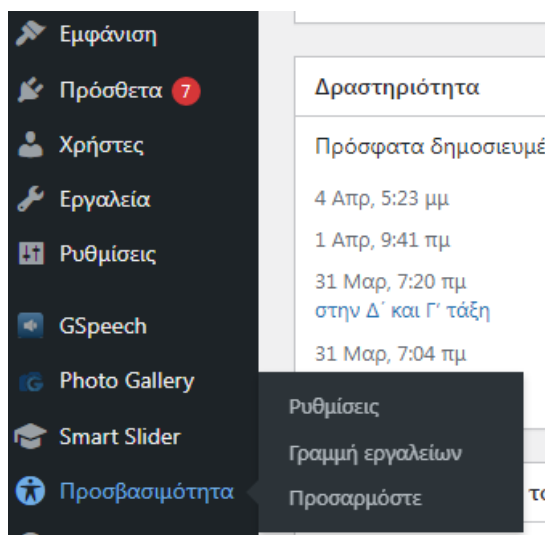 Εμφάνιση
Πρόσθετα 7
Χρήστες
Εργαλεία
Ρυθμίσεις
GSpeech
Photo Gallery
Smart Slider
Προσβασιμότητα
Ρυθμίσεις
Γραμμή εργαλείων
Προσαρμόστε
Δραστηριότητα
Πρόσφατα
4 Απρ, 5:23 μμ
1 Απρ, 9:41 πμ
31 Μαρ, 7:20 πμ
στην Δ΄ και Γ’ τάξη
31 Μαρ, 7:04 πμ